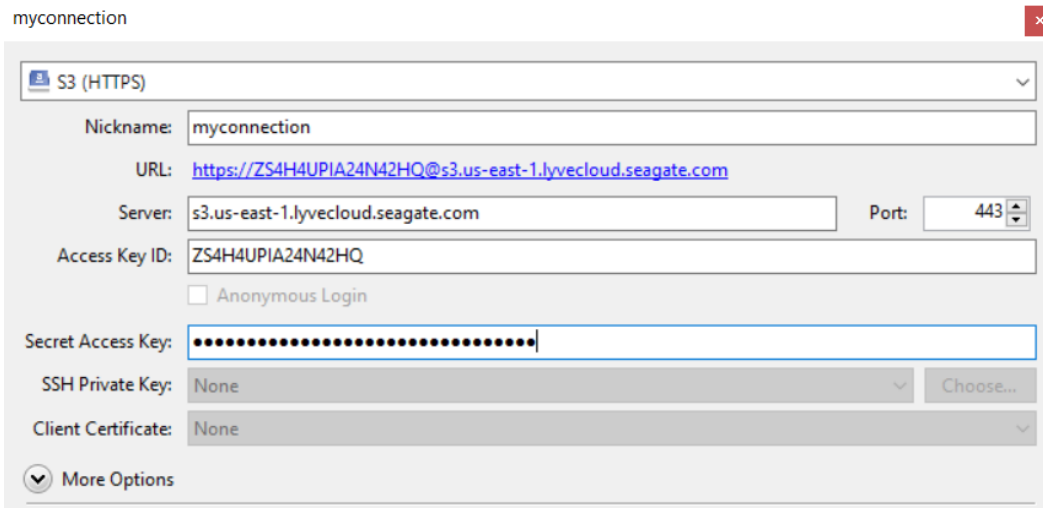 myconnection
S3 (HTTPS)
Nickname: myconnection
URL: https://ZS4H4UPIA24N42HQ@s3.us-east-1.lyvecloud.seagate.com
Server: s3.us-east-1.lyvecloud.seagate.com Port: 443
Access Key ID: ZS4H4UPIA24N42HQ
Anonymous Login
Secret Access Key: ••••••••••••••••••••••••••••••••
SSH Private Key: None Choose...
Client Certificate: None
More Options